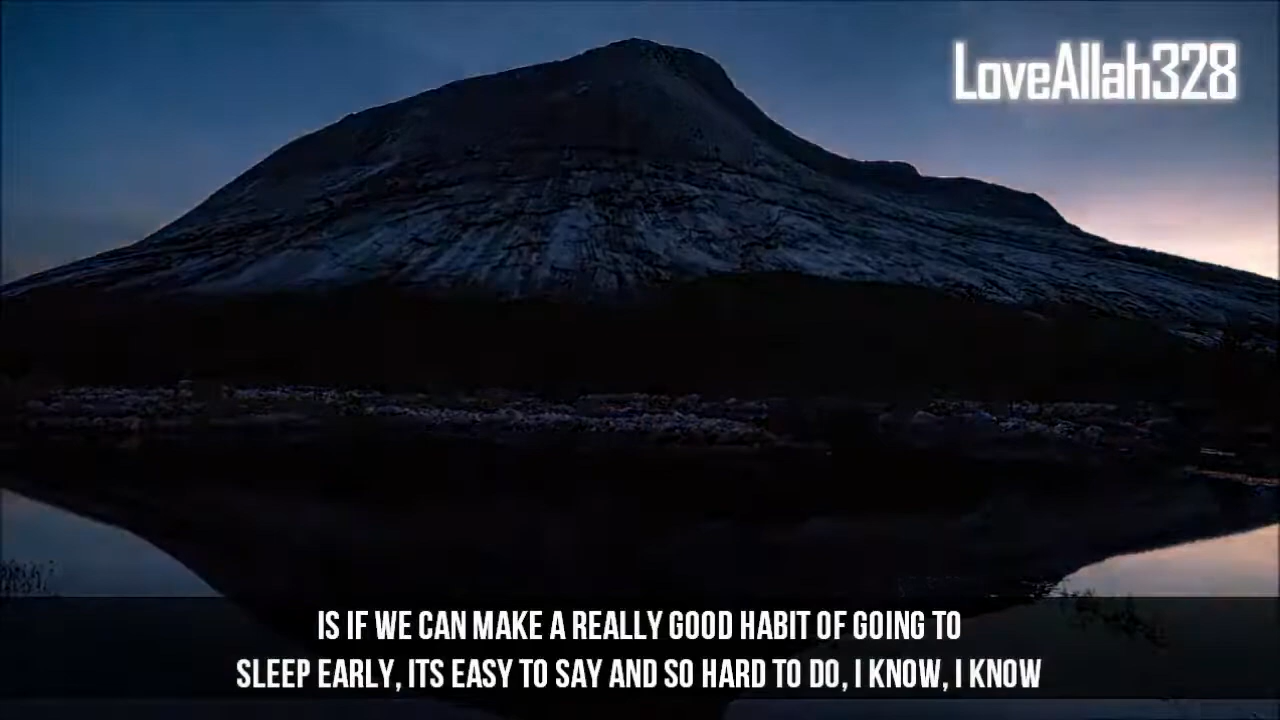 LoveAllah328
IS IF WE CAN MAKE A REALLY GOOD HABIT OF GOING TO
SLEEP EARLY, ITS EASY TO SAY AND SO HARD TO DO, I KNOW, I KNOW